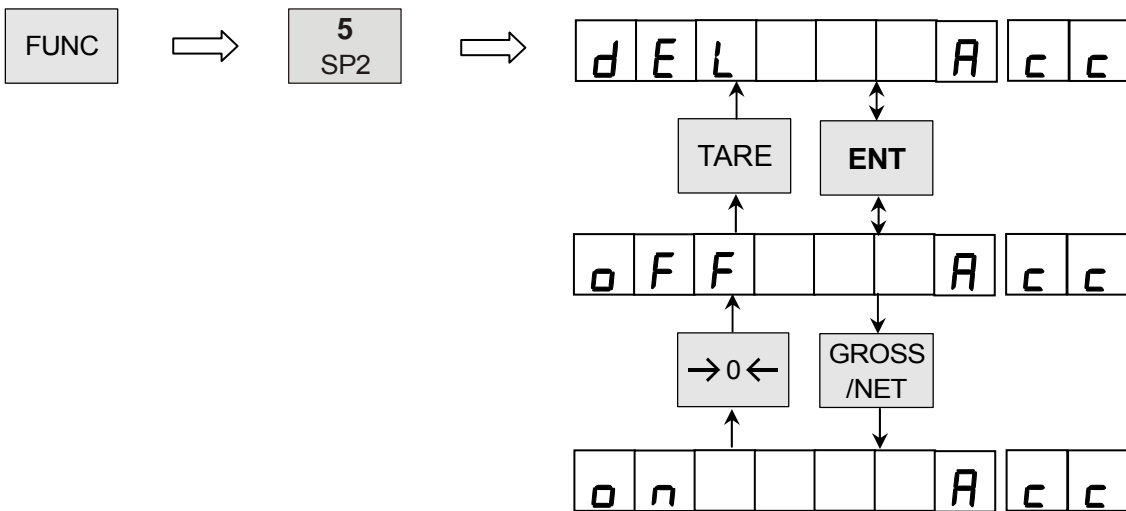 FUNC
5
SP2
dEL Acc
TARE
ENT
oFF Acc
→0←
GROSS
/NET
on Acc